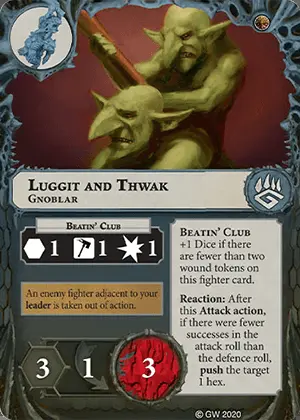 LUGGIT AND THWAK
GNOBLAR
BEATIN' CLUB
1 1 1
An enemy fighter adjacent to your
leader is taken out of action.
3 1 3
BEATIN' CLUB
+1 Dice if there
are fewer than two
wound tokens on
this fighter card.
Reaction: After
this Attack action,
if there were fewer
successes in the
attack roll than
the defence roll,
push the target
1 hex.
© GW 2020